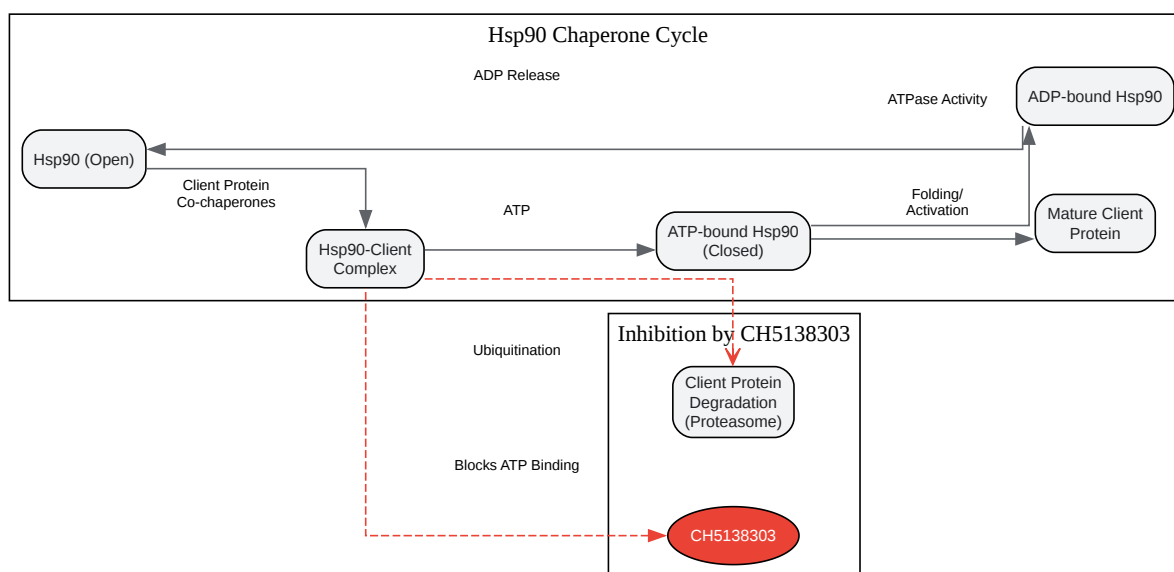 Hsp90 Chaperone Cycle
ADP Release
ADP-bound Hsp90
ATPase Activity
Hsp90 (Open)
Client Protein
Co-chaperones
Folding/
Activation
Mature Client
Protein
ATP
ATP-bound Hsp90
(Closed)
Hsp90-Client
Complex
Inhibition by CH5138303
Ubiquitination
Client Protein
Degradation
(Proteasome)
Blocks ATP Binding
CH5138303